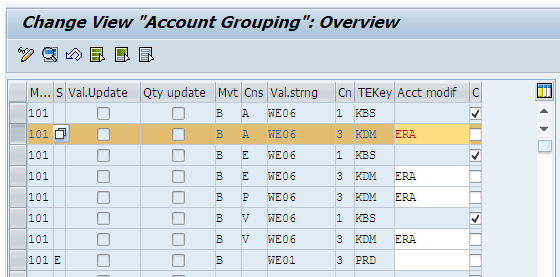 Change View "Account Grouping": Overview
M... S Val.Update Qty update Mvt Cns Val.strng Cn TEKey Acct modif C
101 B A WE06 1 KBS
101 B A WE06 3 KDM ERA
101 B E WE06 1 KBS
101 B E WE06 3 KDM ERA
101 B P WE06 3 KDM ERA
101 B V WE06 1 KBS
101 B V WE06 3 KDM ERA
101 E B WE01 3 PRD